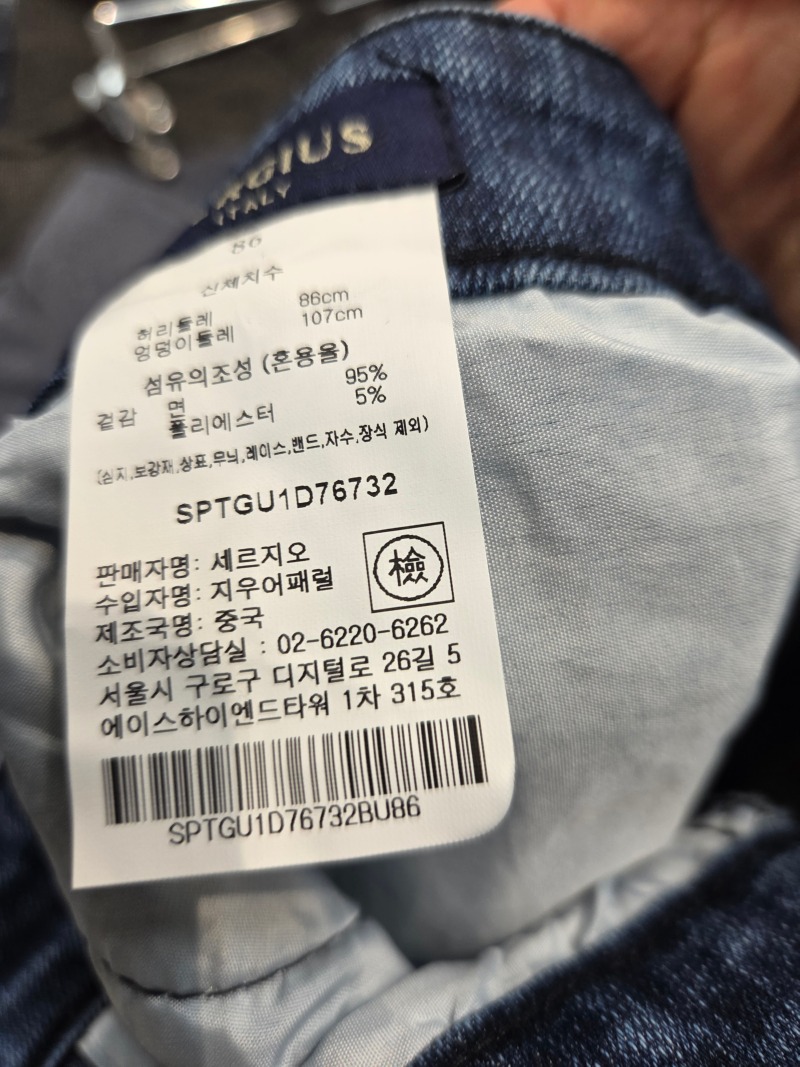 RGIUS
ITALY
86
신체치수
허리둘레 86cm
엉덩이둘레 107cm
섬유의조성 (혼용율)
겉감 면 95%
폴리에스터 5%
(심지,보강재,상표,무늬,레이스,밴드,자수,장식 제외)
SPTGU1D76732
판매자명: 세르지오
수입자명: 지우어패럴
檢
제조국명: 중국
소비자상담실 : 02-6220-6262
서울시 구로구 디지털로 26길 5
에이스하이엔드타워 1차 315호
SPTGU1D76732BU86